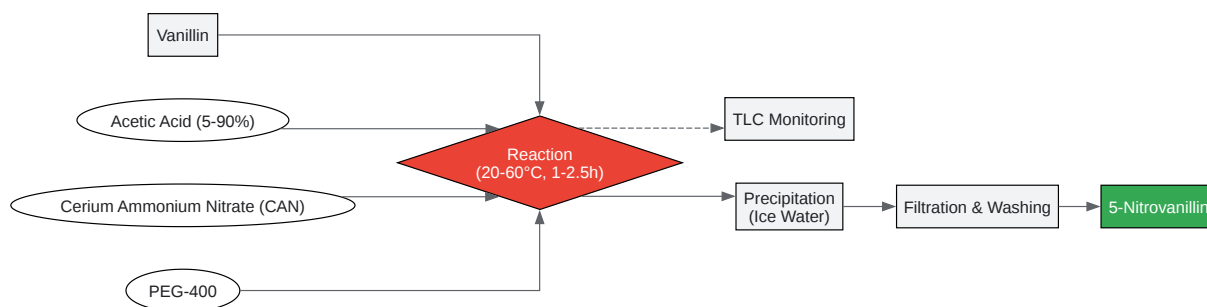 Vanillin
Acetic Acid (5-90%)
TLC Monitoring
Reaction
(20-60°C, 1-2.5h)
Cerium Ammonium Nitrate (CAN)
Precipitation
(Ice Water)
Filtration & Washing
5-Nitrovanillin
PEG-400